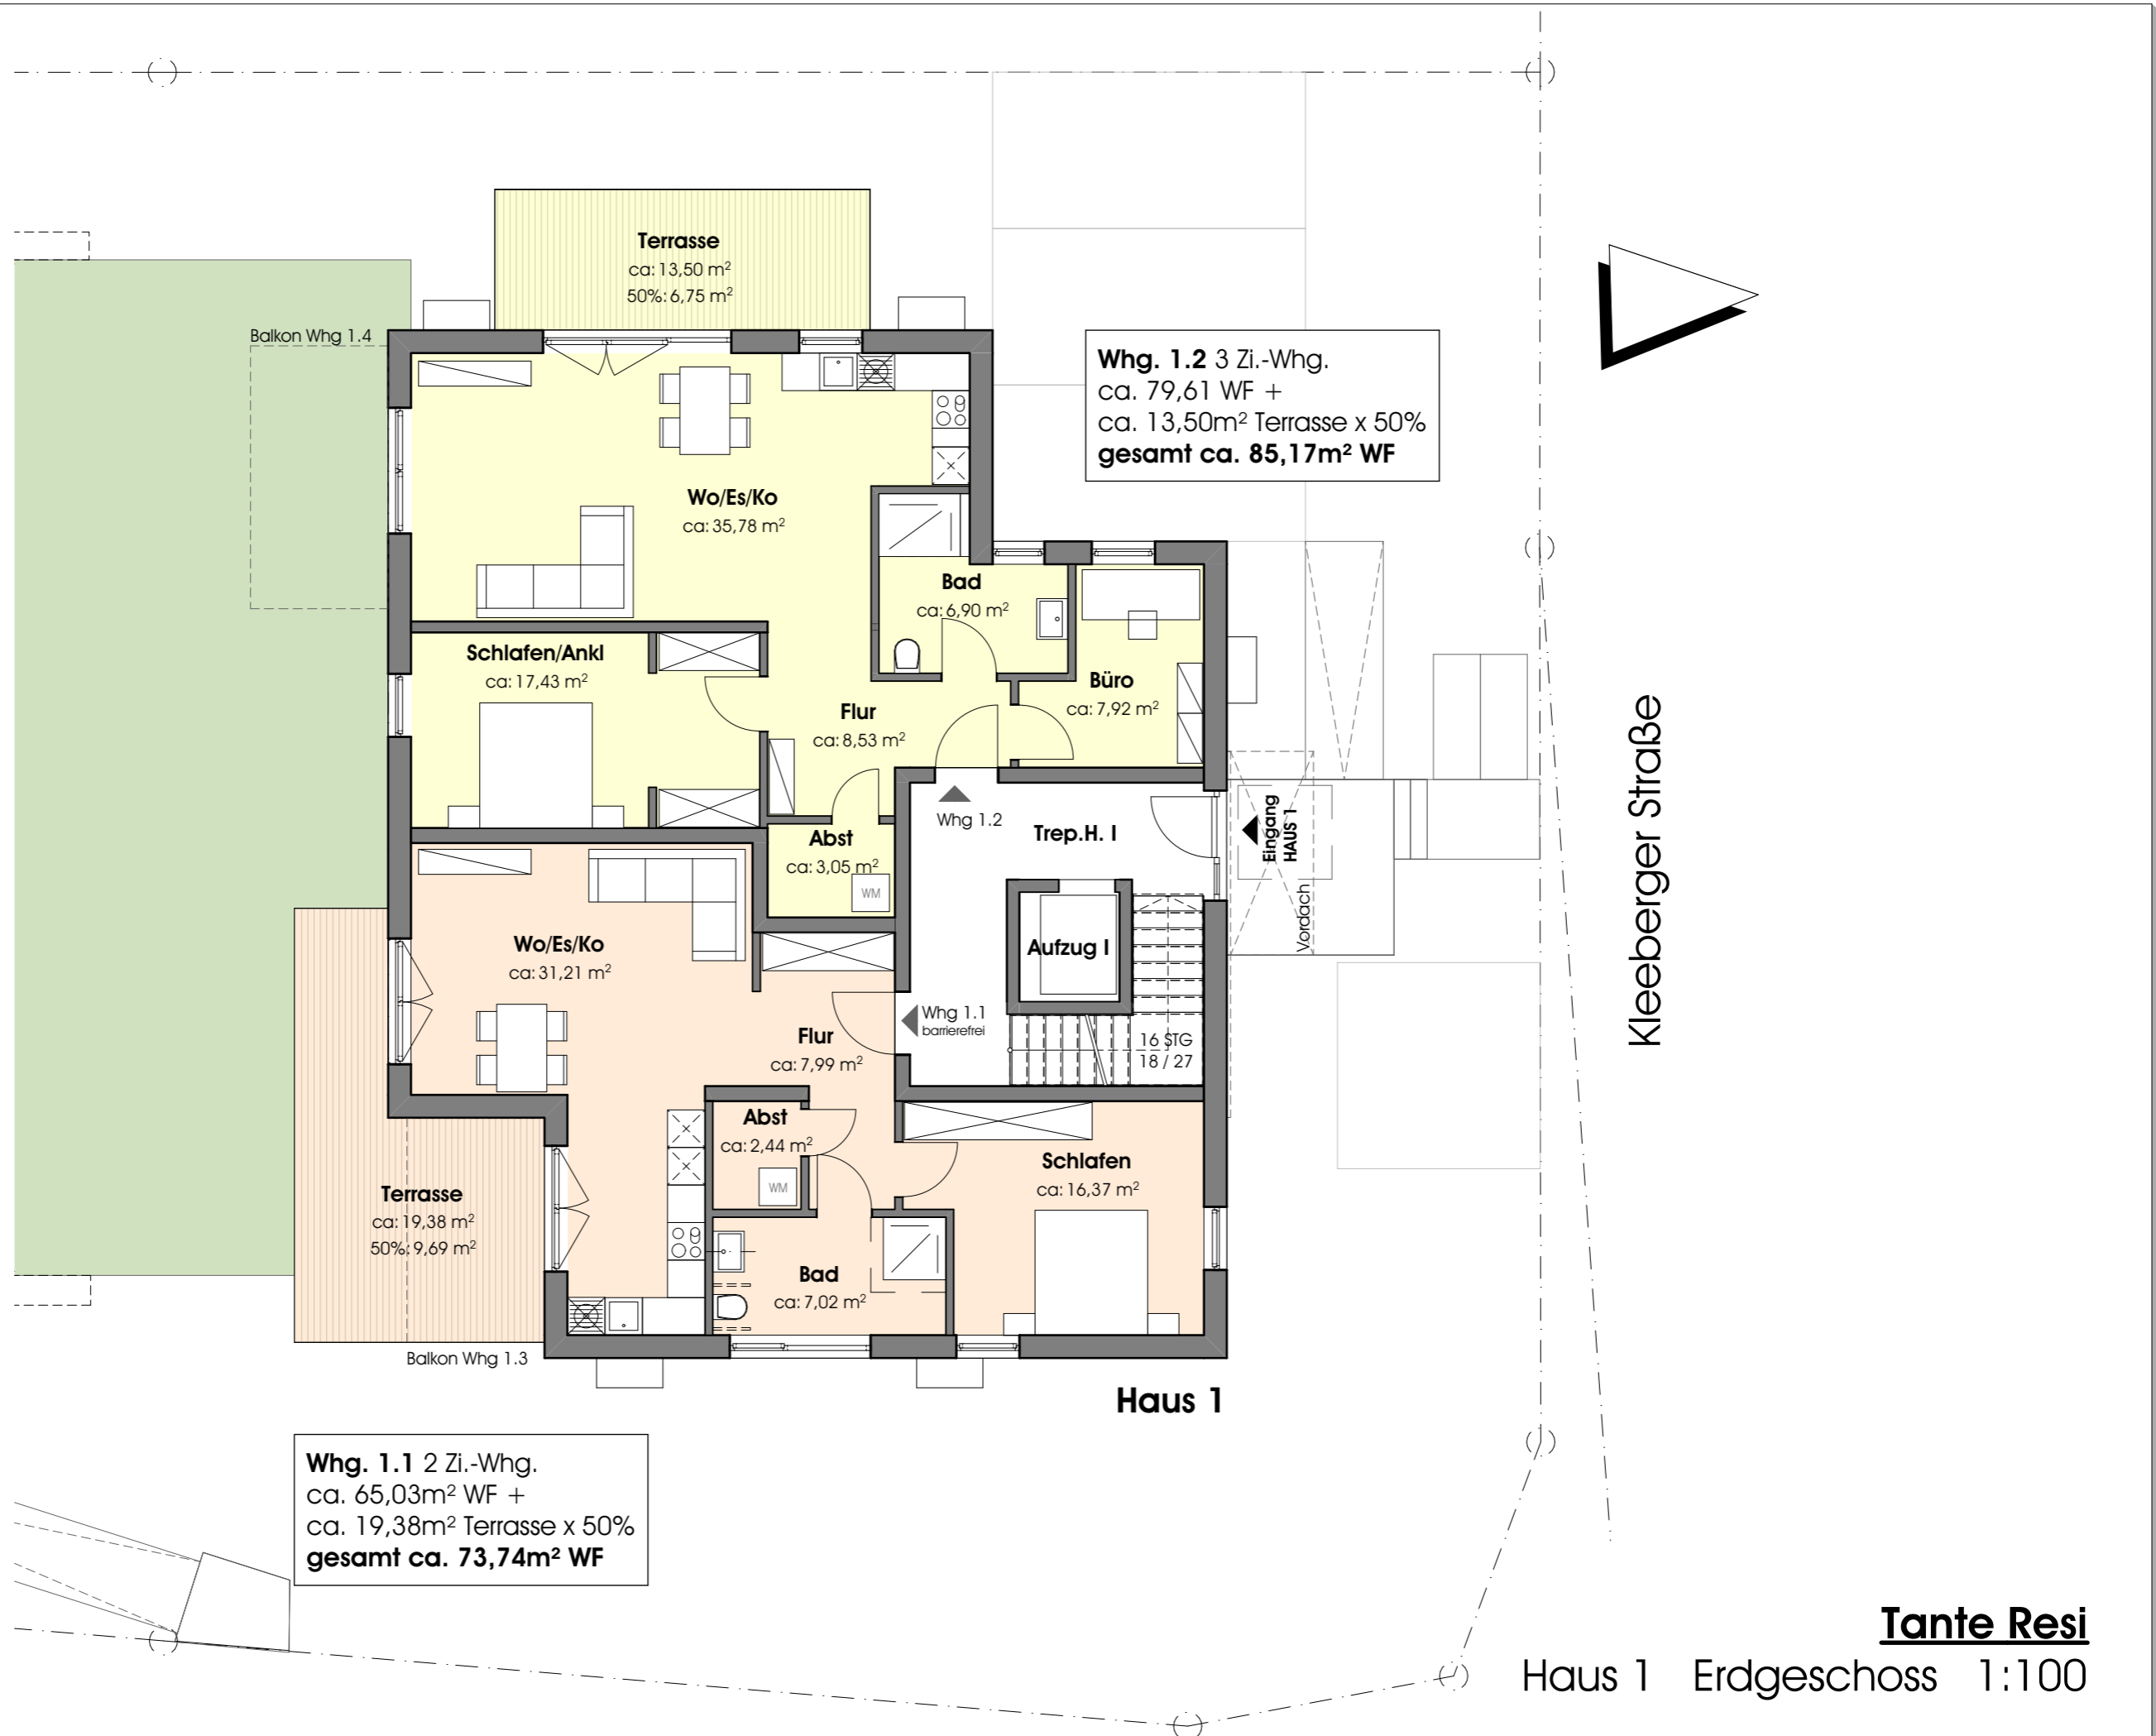 Terrasse
ca: 13,50 m²
50%: 6,75 m²
Balkon Whg 1.4
Whg. 1.2 3 Zi.-Whg.
ca. 79,61 WF +
ca. 13,50m² Terrasse x 50%
gesamt ca. 85,17m² WF
Wo/Es/Ko
ca: 35,78 m²
Bad
ca: 6,90 m²
Schlafen/Ankl
ca: 17,43 m²
Büro
ca: 7,92 m²
Flur
ca: 8,53 m²
Kleeberger Straße
Whg 1.2
Trep.H. I
Eingang
HAUS 1
Vordach
Abst
ca: 3,05 m²
WM
Aufzug I
Wo/Es/Ko
ca: 31,21 m²
Whg 1.1
barrierefrei
Flur
ca: 7,99 m²
16 STG
18 / 27
Abst
ca: 2,44 m²
WM
Schlafen
ca: 16,37 m²
Terrasse
ca: 19,38 m²
50%: 9,69 m²
Bad
ca: 7,02 m²
Balkon Whg 1.3
Haus 1
Whg. 1.1 2 Zi.-Whg.
ca. 65,03m² WF +
ca. 19,38m² Terrasse x 50%
gesamt ca. 73,74m² WF
Tante Resi
Haus 1 Erdgeschoss 1:100